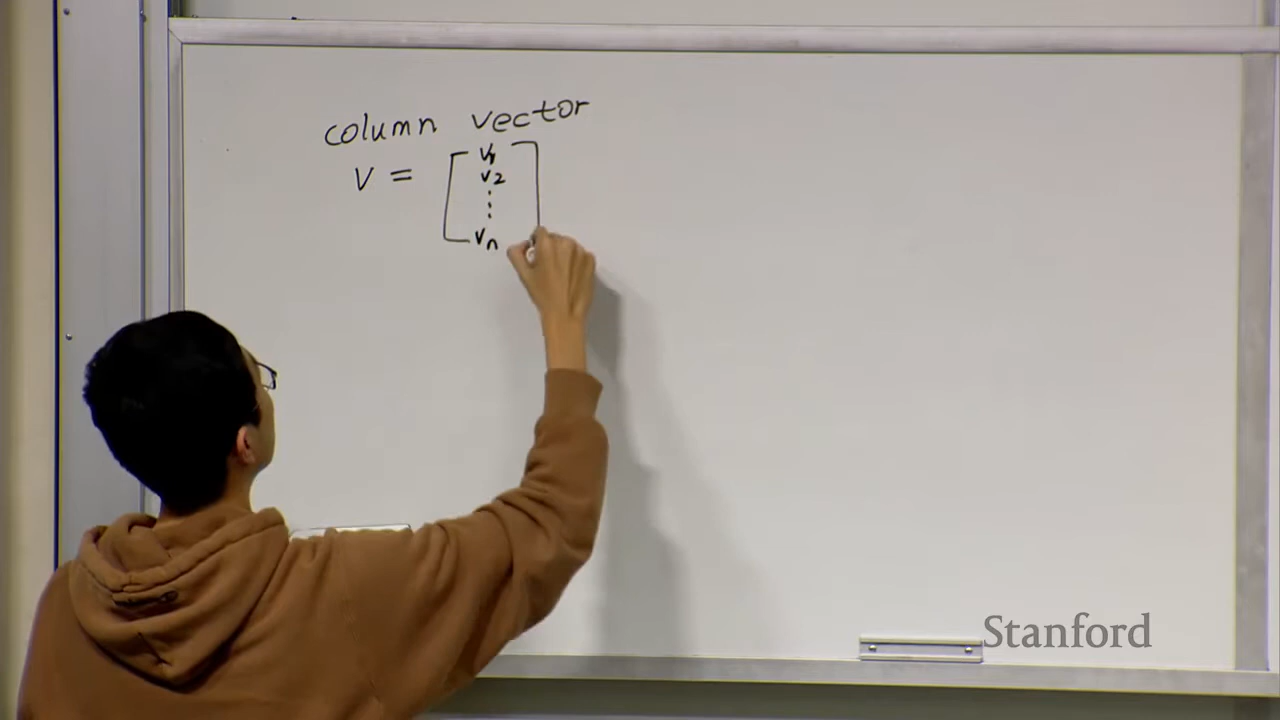 column vector
v = [ v1
v2
⋮
vn ]
Stanford